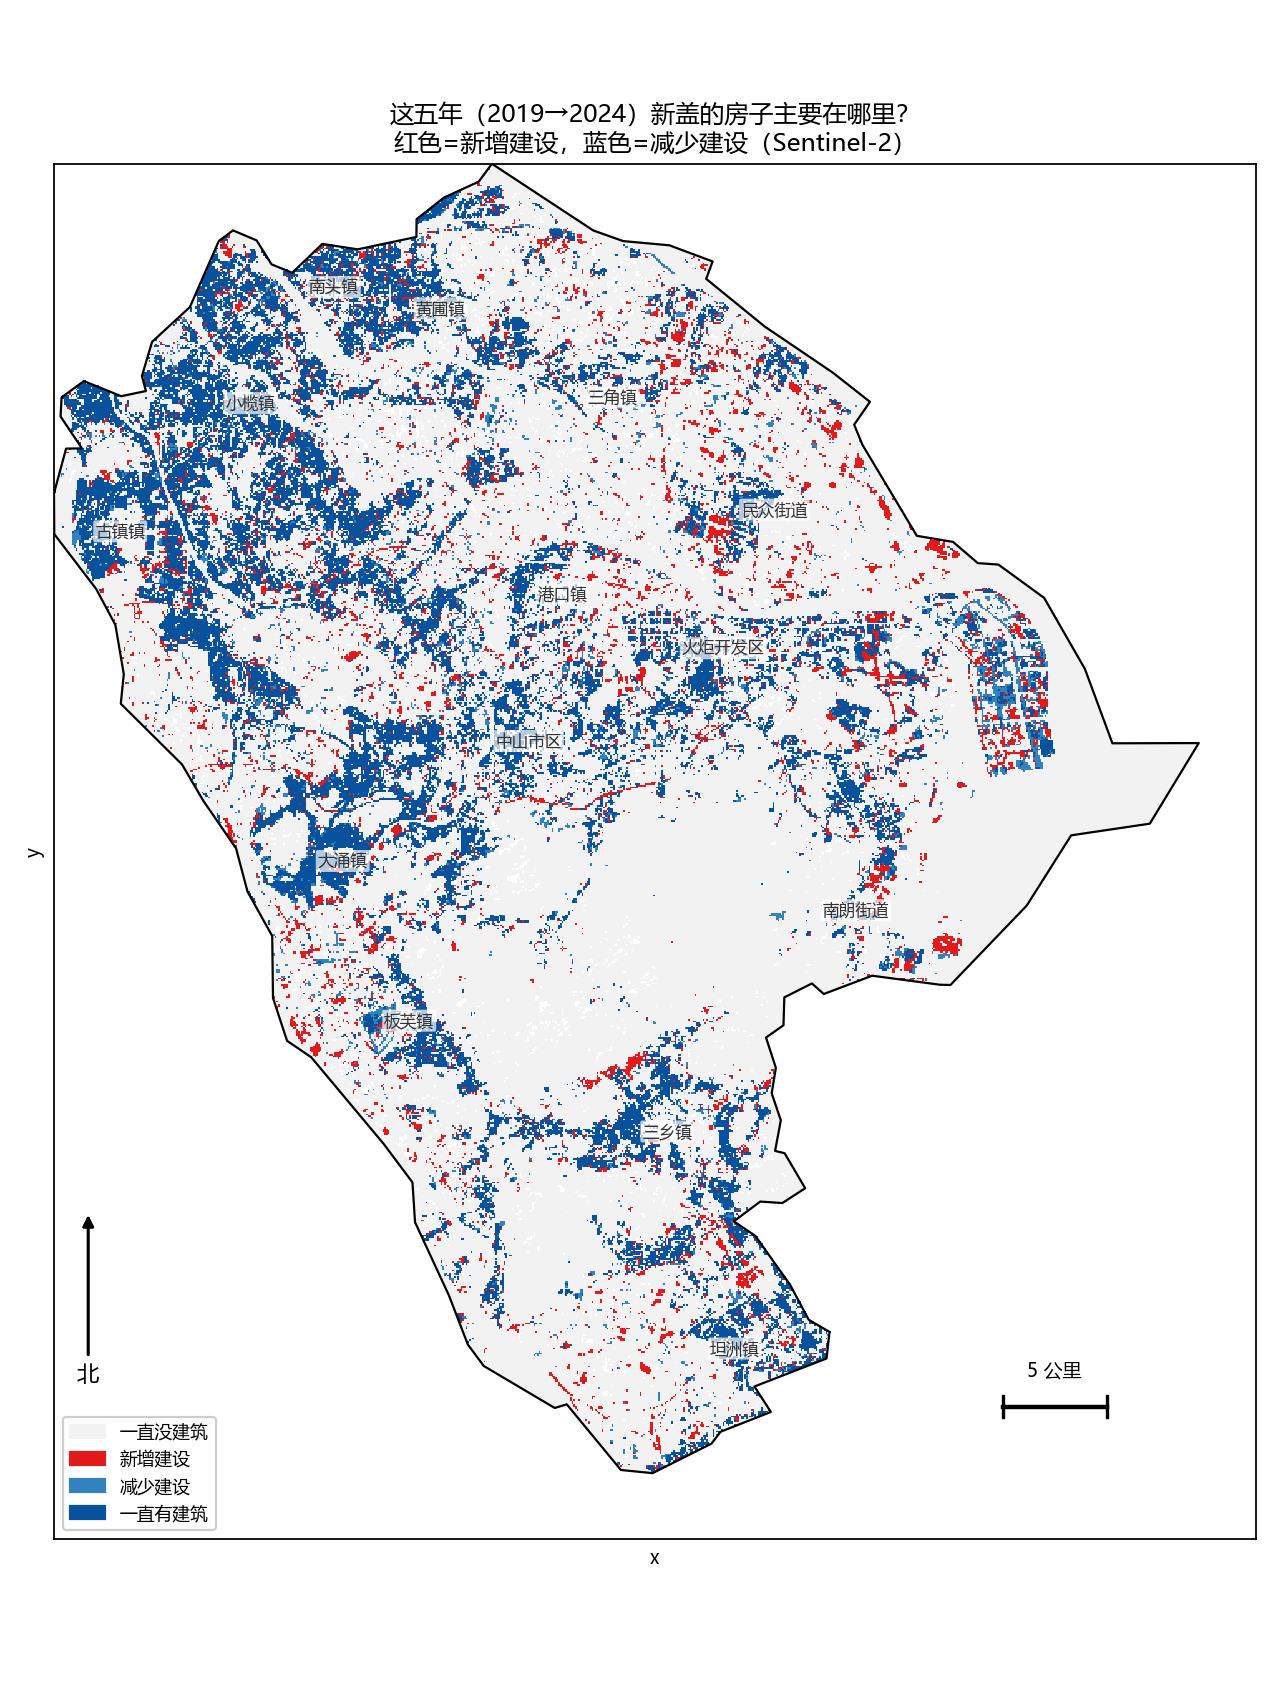 这五年（2019→2024）新盖的房子主要在哪里？
红色=新增建设，蓝色=减少建设（Sentinel-2）
南头镇
黄圃镇
三角镇
小榄镇
民众街道
古镇镇
港口镇
火炬开发区
中山市区
y
大涌镇
南朗街道
板芙镇
三乡镇
坦洲镇
北
5 公里
一直没建筑
新增建设
减少建设
一直有建筑
x